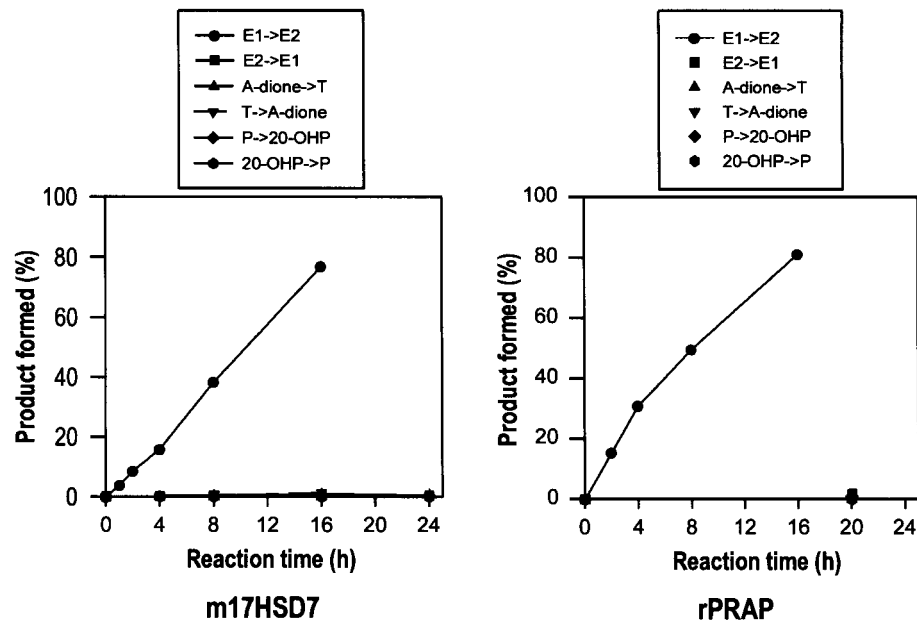 E1->E2
E2->E1
A-dione->T
T->A-dione
P->20-OHP
20-OHP->P
100
80
60
40
20
0
Product formed (%)
0 4 8 12 16 20 24
Reaction time (h)
m17HSD7
E1->E2
E2->E1
A-dione->T
T->A-dione
P->20-OHP
20-OHP->P
100
80
60
40
20
0
Product formed (%)
0 4 8 12 16 20 24
Reaction time (h)
rPRAP